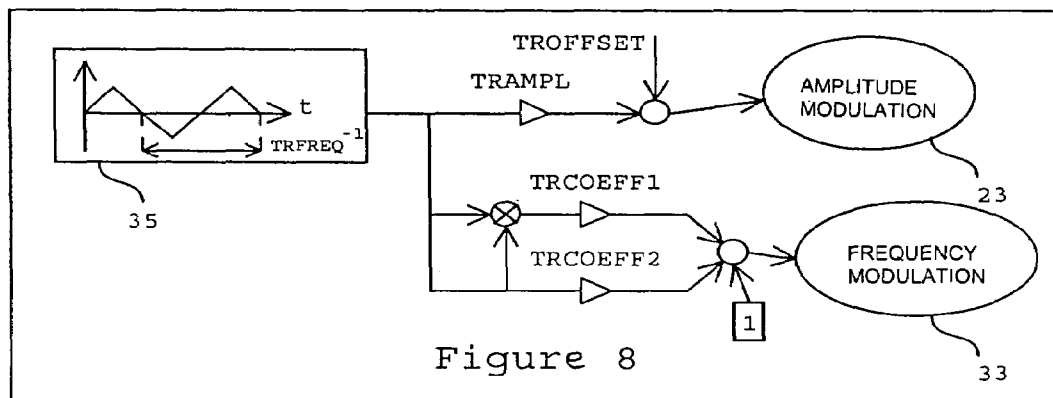 TROFFSET
TRAMPL
AMPLITUDE
MODULATION
t
TRFREQ⁻¹
35
23
TRCOEFF1
TRCOEFF2
FREQUENCY
MODULATION
1
33
Figure 8